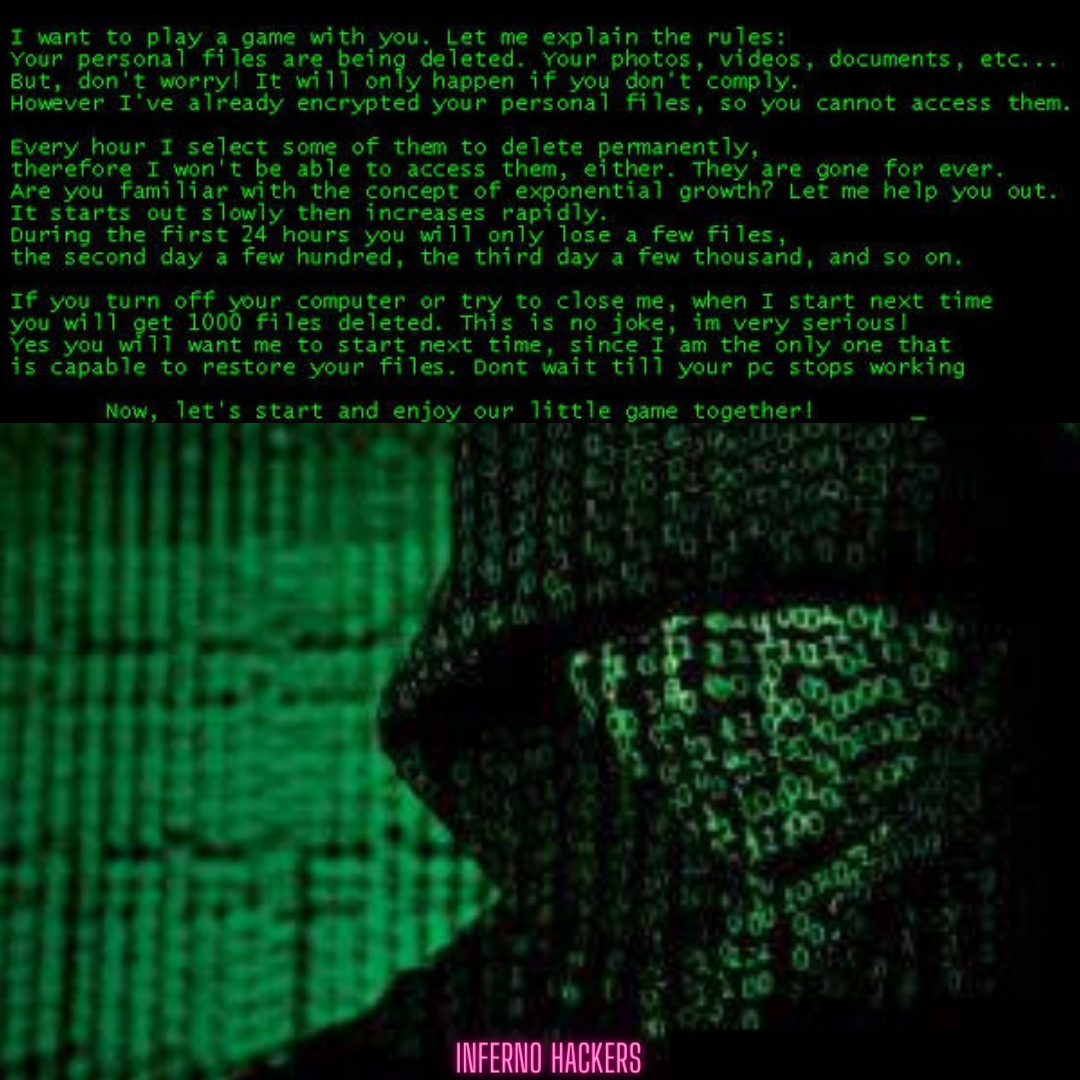 I want to play a game with you. Let me explain the rules:
Your personal files are being deleted. Your photos, videos, documents, etc...
But, don't worry! It will only happen if you don't comply.
However I've already encrypted your personal files, so you cannot access them.
Every hour I select some of them to delete permanently,
therefore I won't be able to access them, either. They are gone for ever.
Are you familiar with the concept of exponential growth? Let me help you out.
It starts out slowly then increases rapidly.
During the first 24 hours you will only lose a few files,
the second day a few hundred, the third day a few thousand, and so on.
If you turn off your computer or try to close me, when I start next time
you will get 1000 files deleted. This is no joke, im very serious!
Yes you will want me to start next time, since I am the only one that
is capable to restore your files. Dont wait till your pc stops working
Now, let's start and enjoy our little game together! _
INFERNO HACKERS